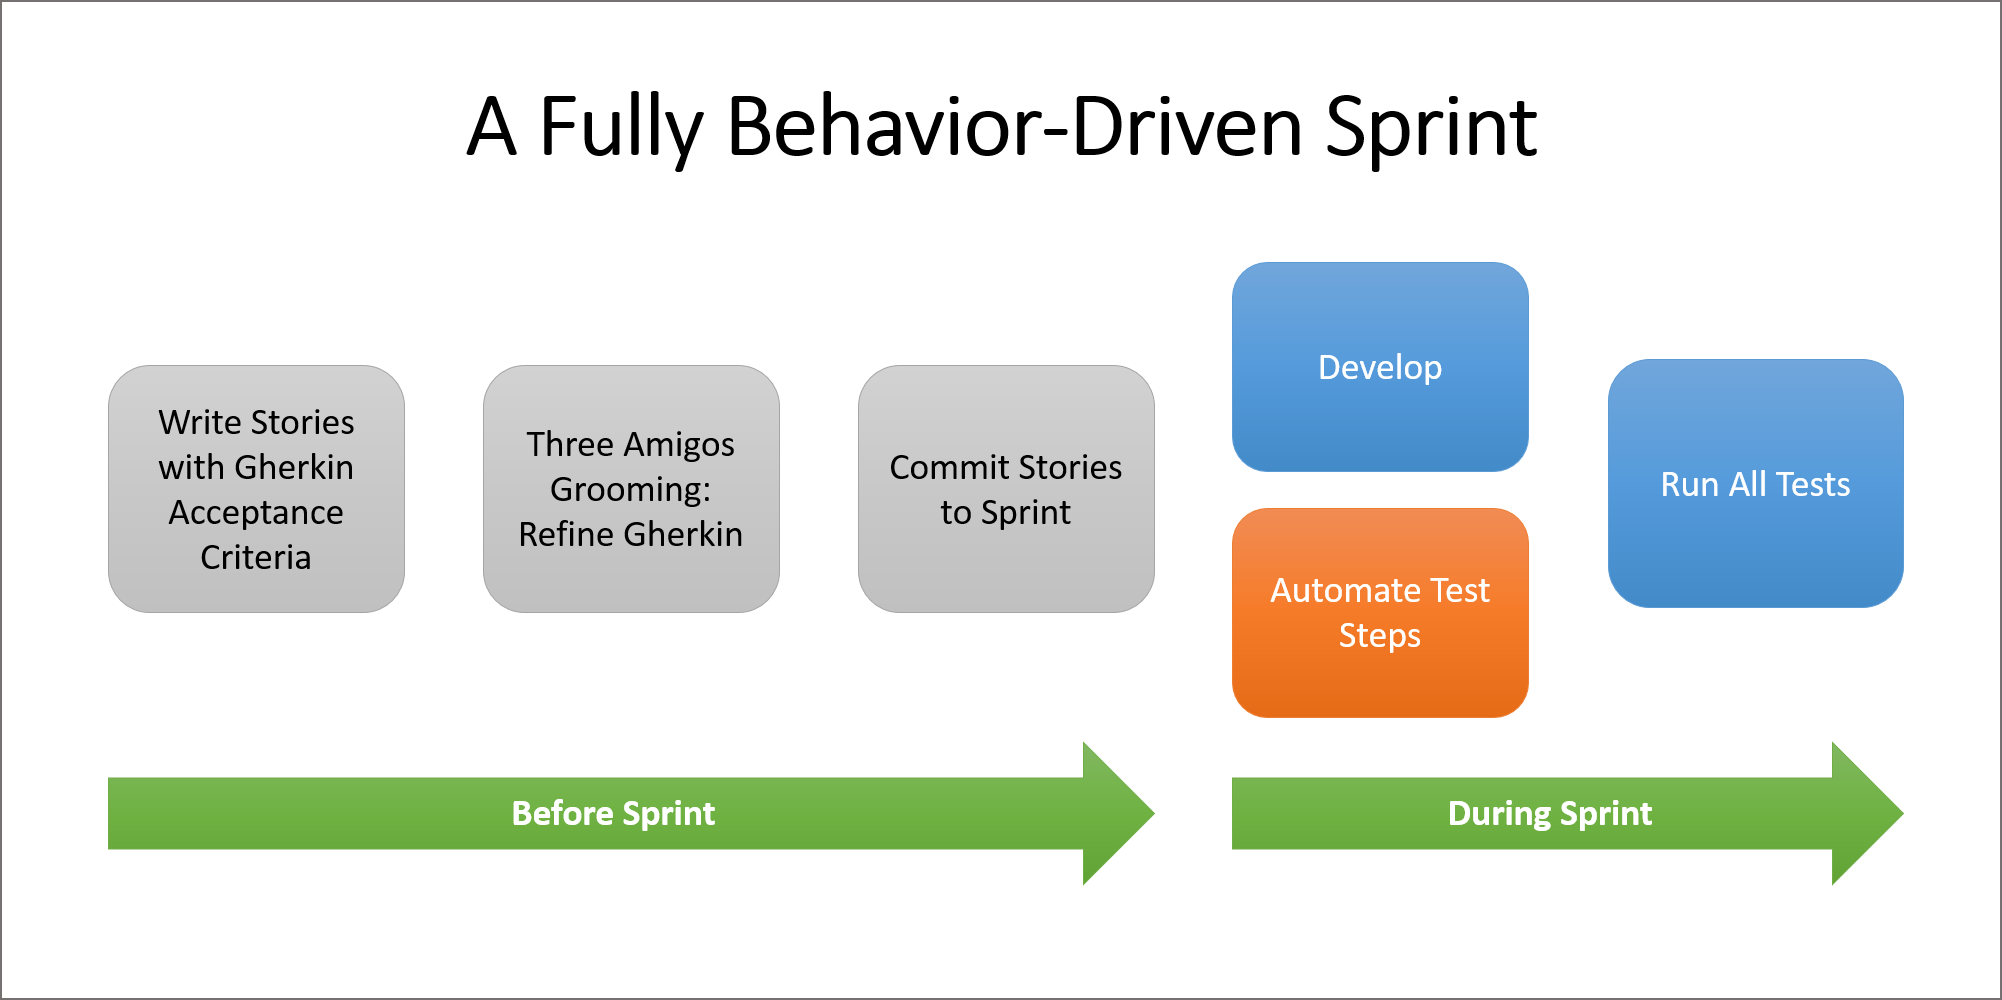 A Fully Behavior-Driven Sprint
Write Stories
with Gherkin
Acceptance
Criteria
Three Amigos
Grooming:
Refine Gherkin
Commit Stories
to Sprint
Develop
Automate Test
Steps
Run All Tests
Before Sprint
During Sprint